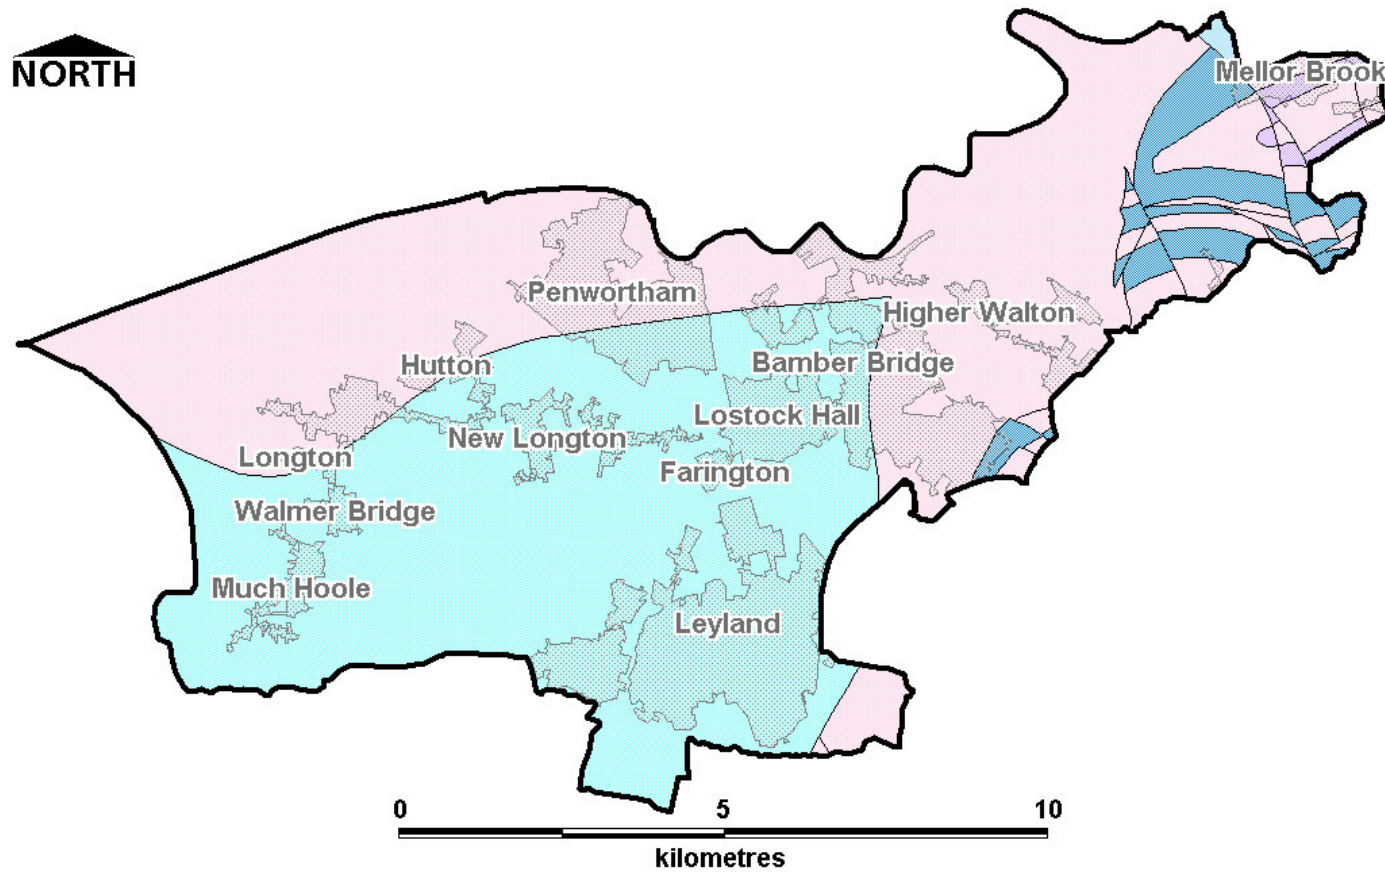 NORTH
Mellor Brook
Penwortham
Higher Walton
Hutton
Bamber Bridge
Lostock Hall
New Longton
Longton
Farington
Walmer Bridge
Much Hoole
Leyland
0 5 10
kilometres